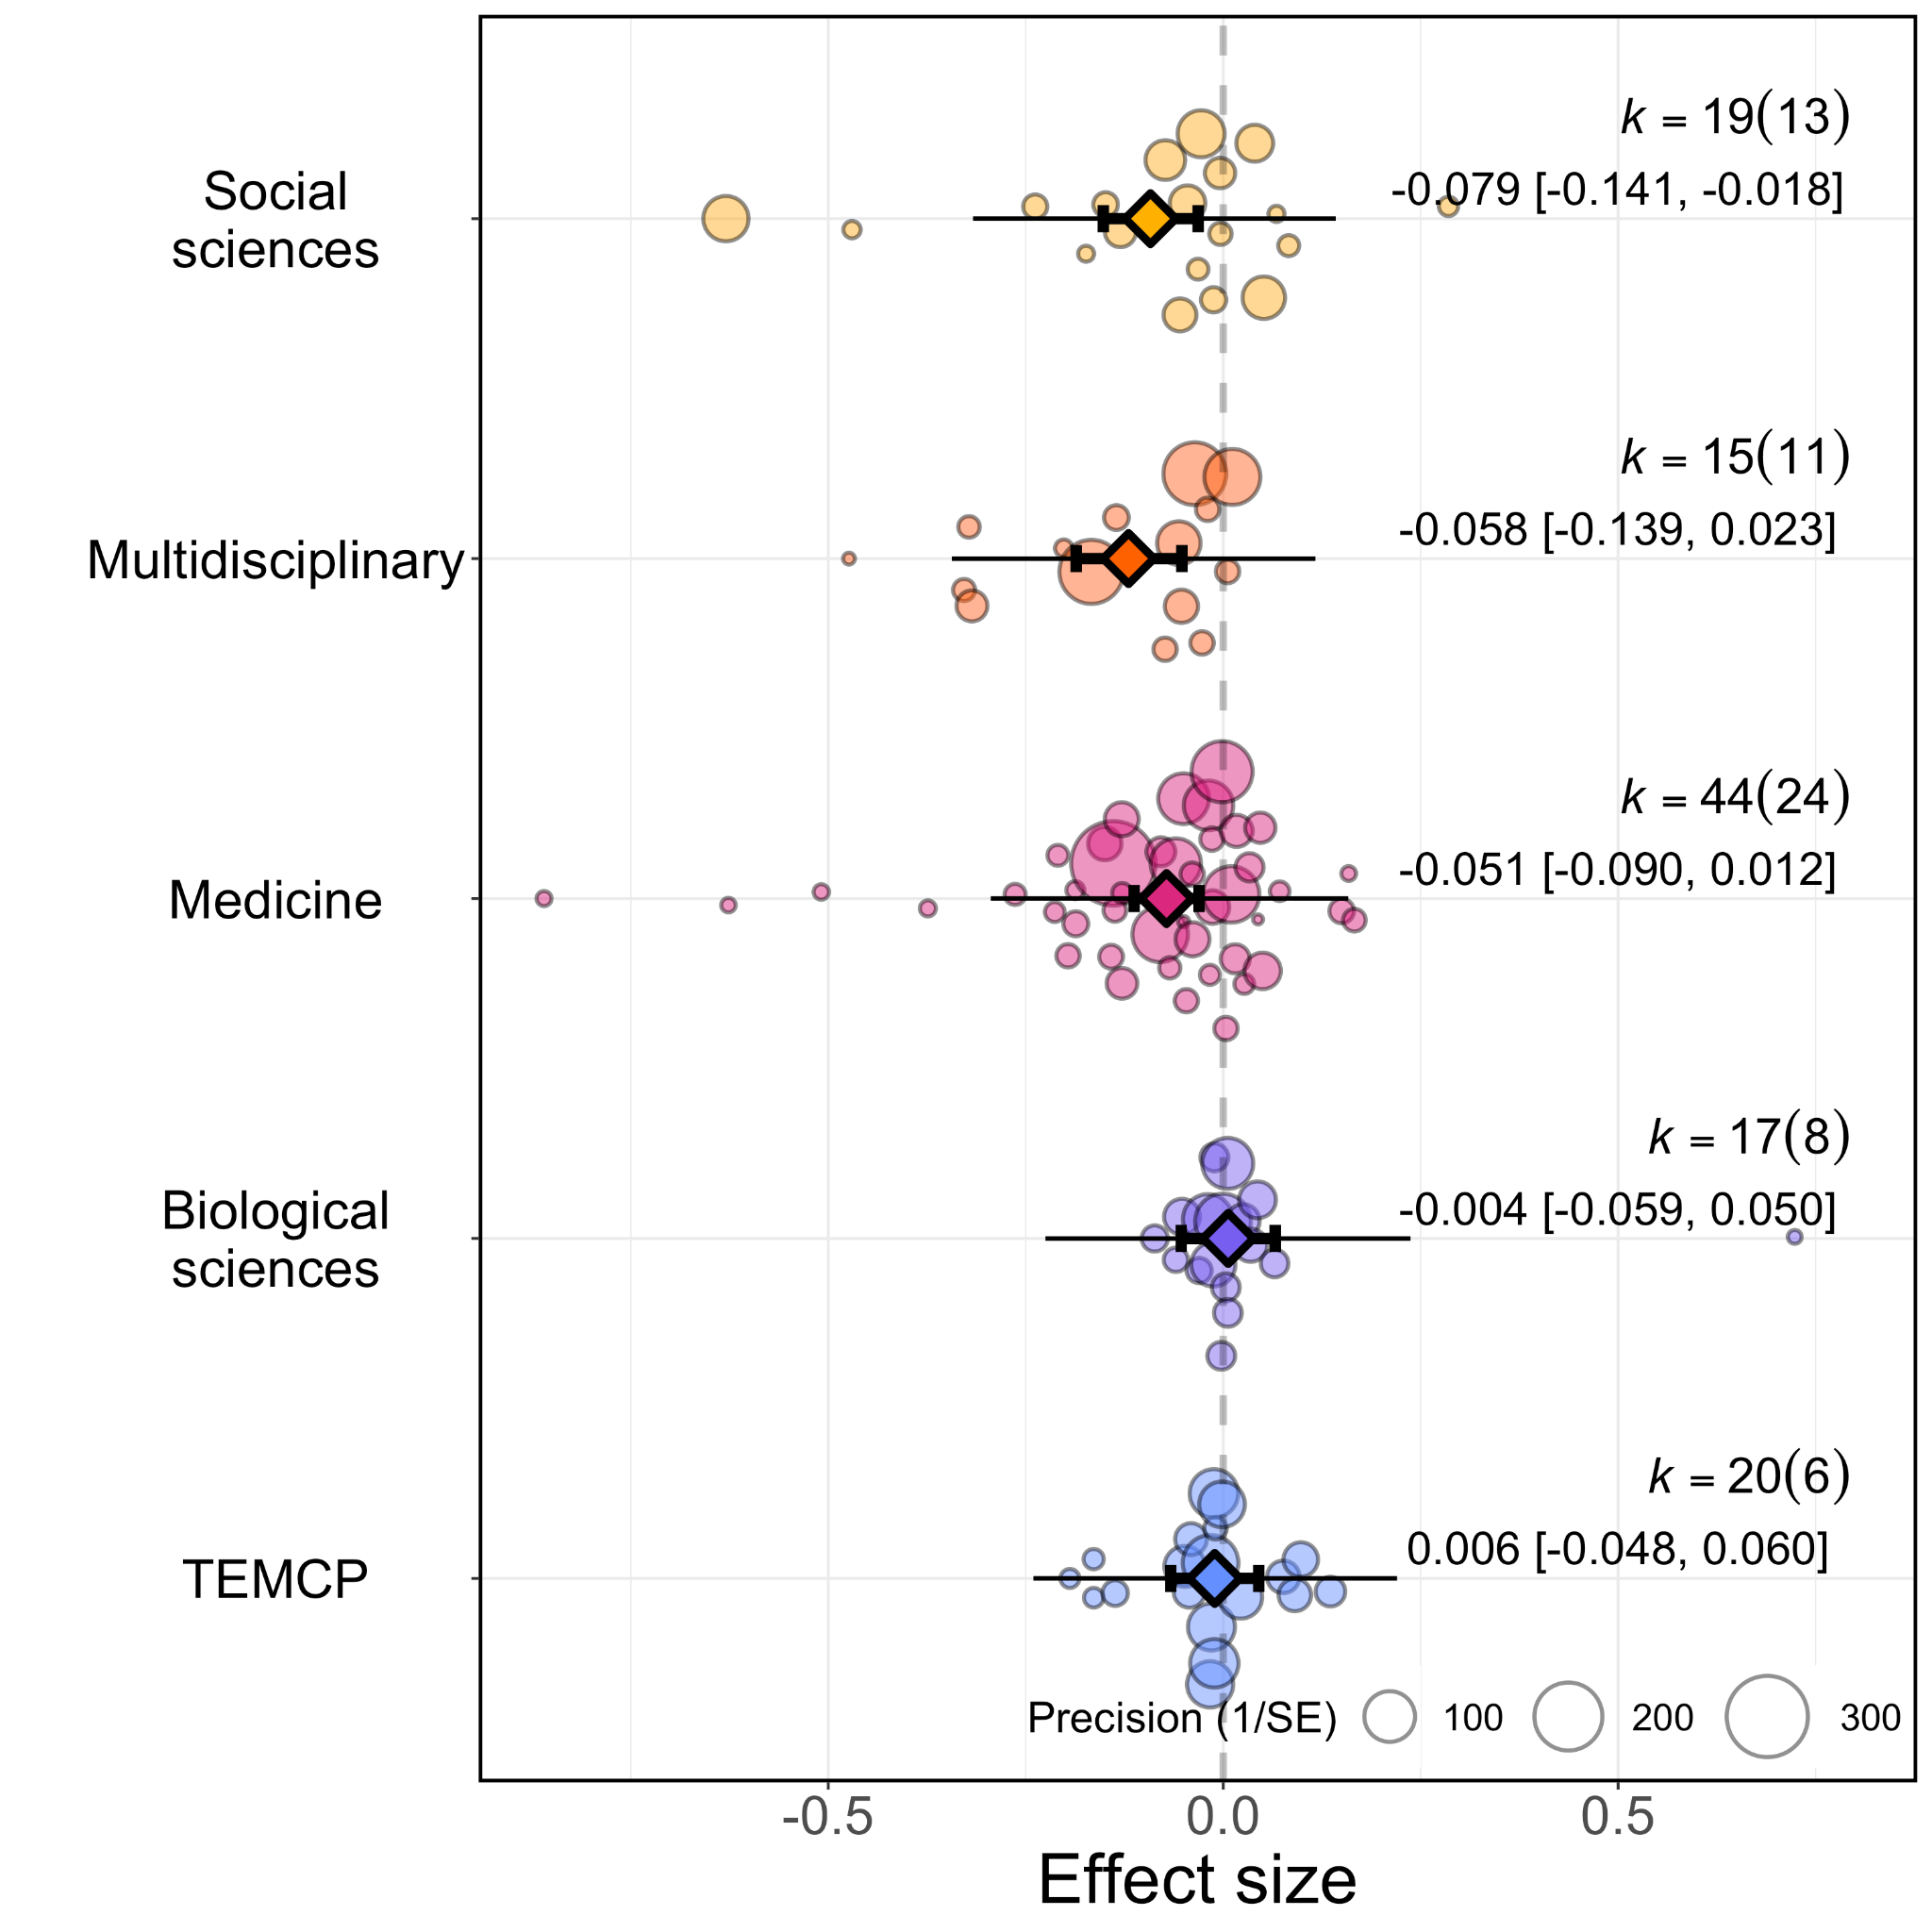 Social
sciences
k = 19(13)
-0.079 [-0.141, -0.018]
Multidisciplinary
k = 15(11)
-0.058 [-0.139, 0.023]
Medicine
k = 44(24)
-0.051 [-0.090, 0.012]
Biological
sciences
k = 17(8)
-0.004 [-0.059, 0.050]
TEMCP
k = 20(6)
0.006 [-0.048, 0.060]
Precision (1/SE) 100 200 300
-0.5 0.0 0.5
Effect size